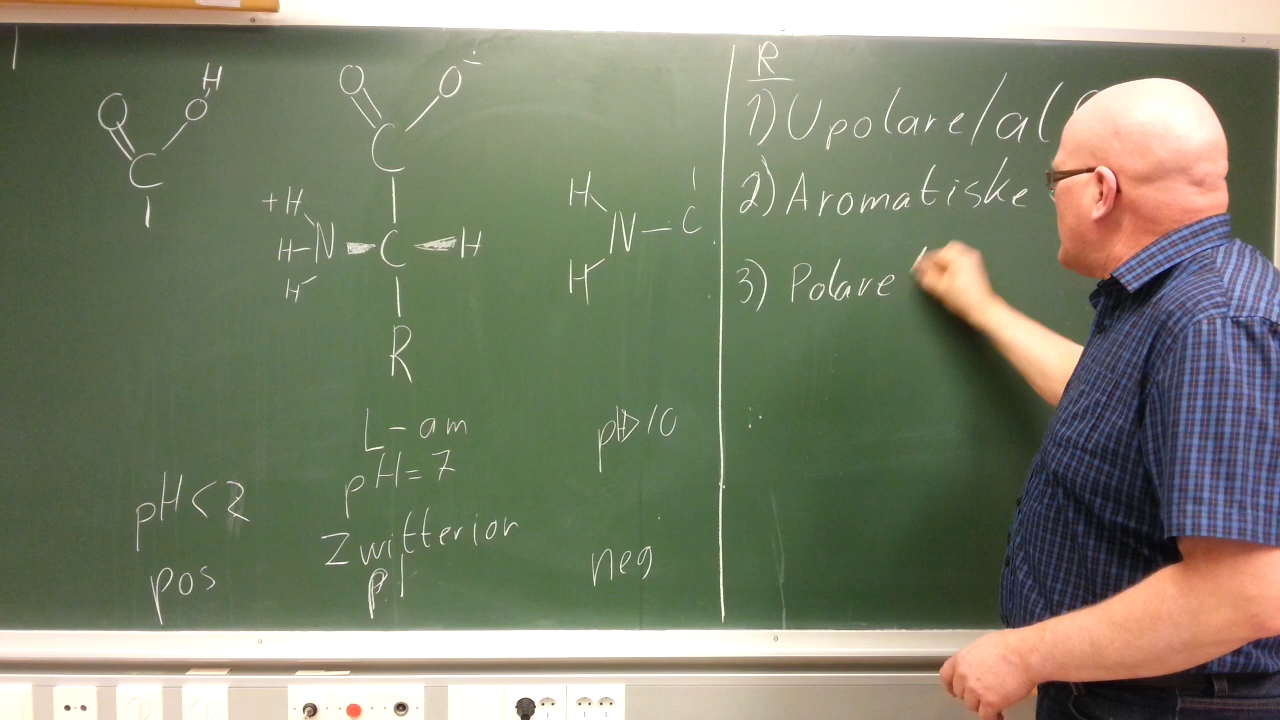 O O H
C
O O -
C
+H
H N C H
H
R
L-am
pH=7
Zwitterion
pI
H
N - C
H
pH>10
neg
pH<2
pos
R
1) Upolare/al
2) Aromatiske
3) Polare